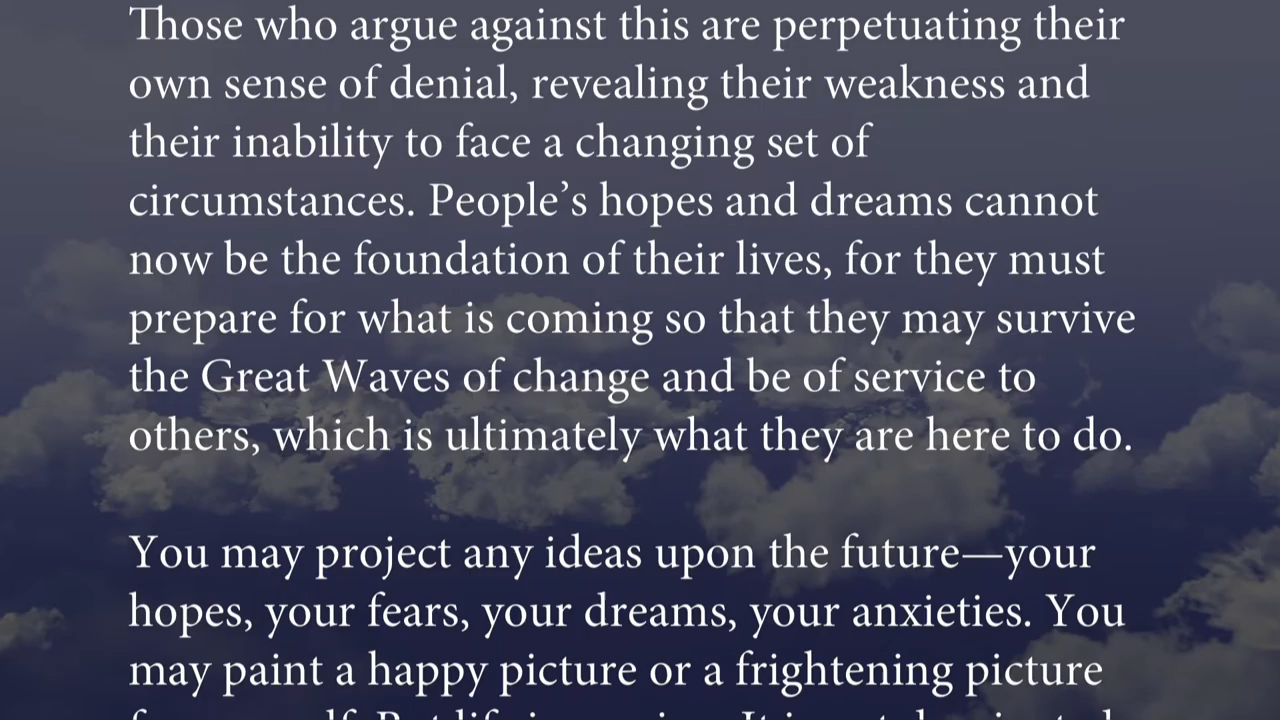 Those who argue against this are perpetuating their
own sense of denial, revealing their weakness and
their inability to face a changing set of
circumstances. People’s hopes and dreams cannot
now be the foundation of their lives, for they must
prepare for what is coming so that they may survive
the Great Waves of change and be of service to
others, which is ultimately what they are here to do.
You may project any ideas upon the future—your
hopes, your fears, your dreams, your anxieties. You
may paint a happy picture or a frightening picture